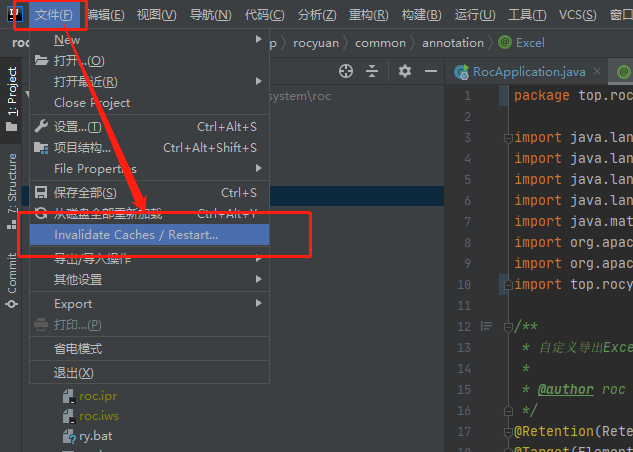 文件(F) 编辑(E) 视图(V) 导航(N) 代码(C) 分析(Z) 重构(R) 构建(B) 运行(U) 工具(T) VCS(S) 窗口
roc p rocyuan common annotation Excel
New
打开...(O)
打开最近(R)
Close Project
设置...(T) Ctrl+Alt+S
项目结构... Ctrl+Alt+Shift+S
File Properties
保存全部(S) Ctrl+S
从磁盘全部重新加载 Ctrl+Alt+Y
Invalidate Caches / Restart...
导出/导入操作
其他设置
Export
打印...(P)
省电模式
退出(X)
1: Project
7: Structure
Commit
system\roc
roc.ipr
roc.iws
ry.bat
RocApplication.java
1 package top.roc
2
3 import java.lan
4 import java.lan
5 import java.lan
6 import java.lan
7 import java.mat
8 import org.apac
9 import org.apac
10 import top.rocy
11
12 /**
13 * 自定义导出Exce
14 *
15 * @author roc
16 */
17 @Retention(Rete
18 @Target(Element